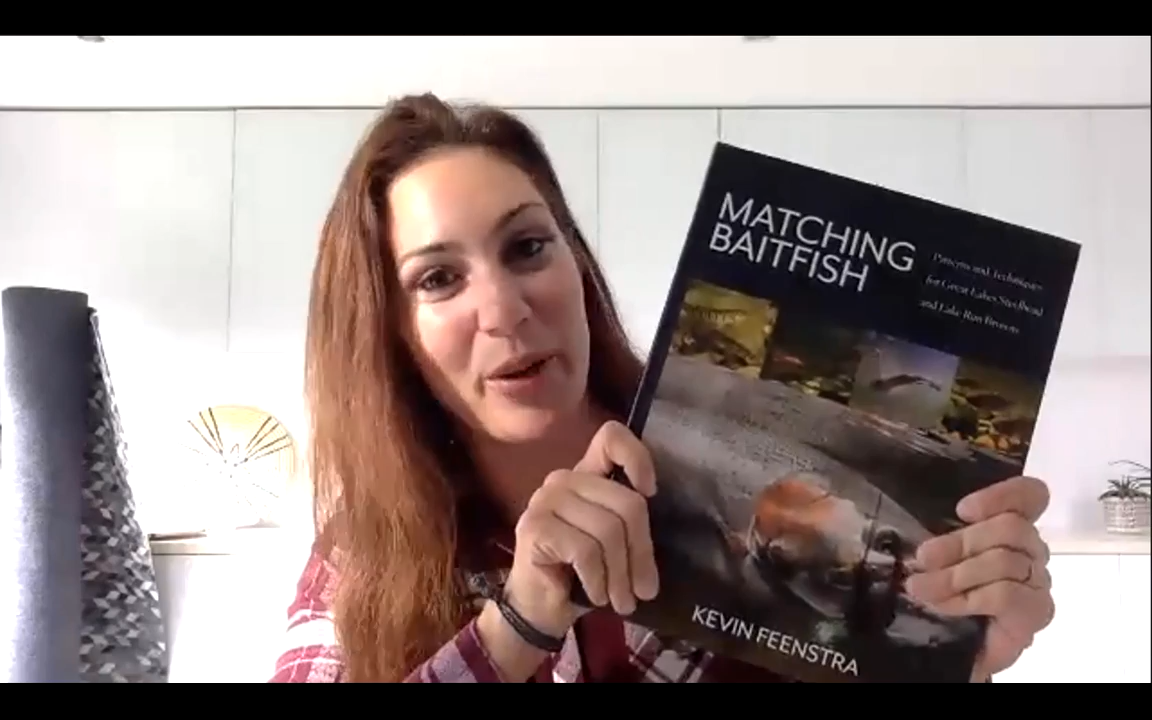 MATCHING
BAITFISH
Patterns and Techniques
for Great Lakes Steelhead
and Lake-Run Browns
KEVIN FEENSTRA